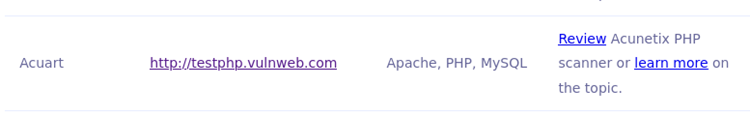 Review Acunetix PHP
Acuart http://testphp.vulnweb.com Apache, PHP, MySQL scanner or learn more on
the topic.